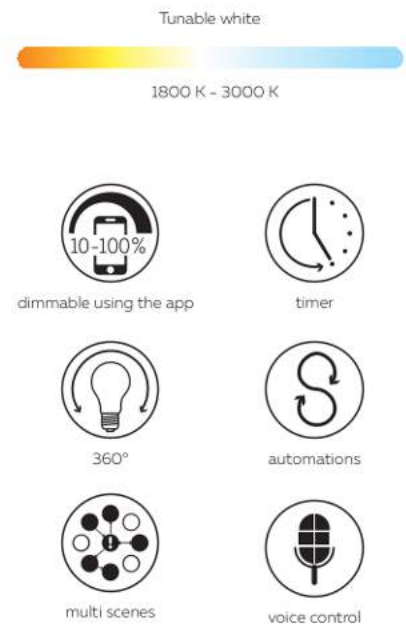 Tunable white
1800 K - 3000 K
10-100%
dimmable using the app
timer
360°
automations
multi scenes
voice control